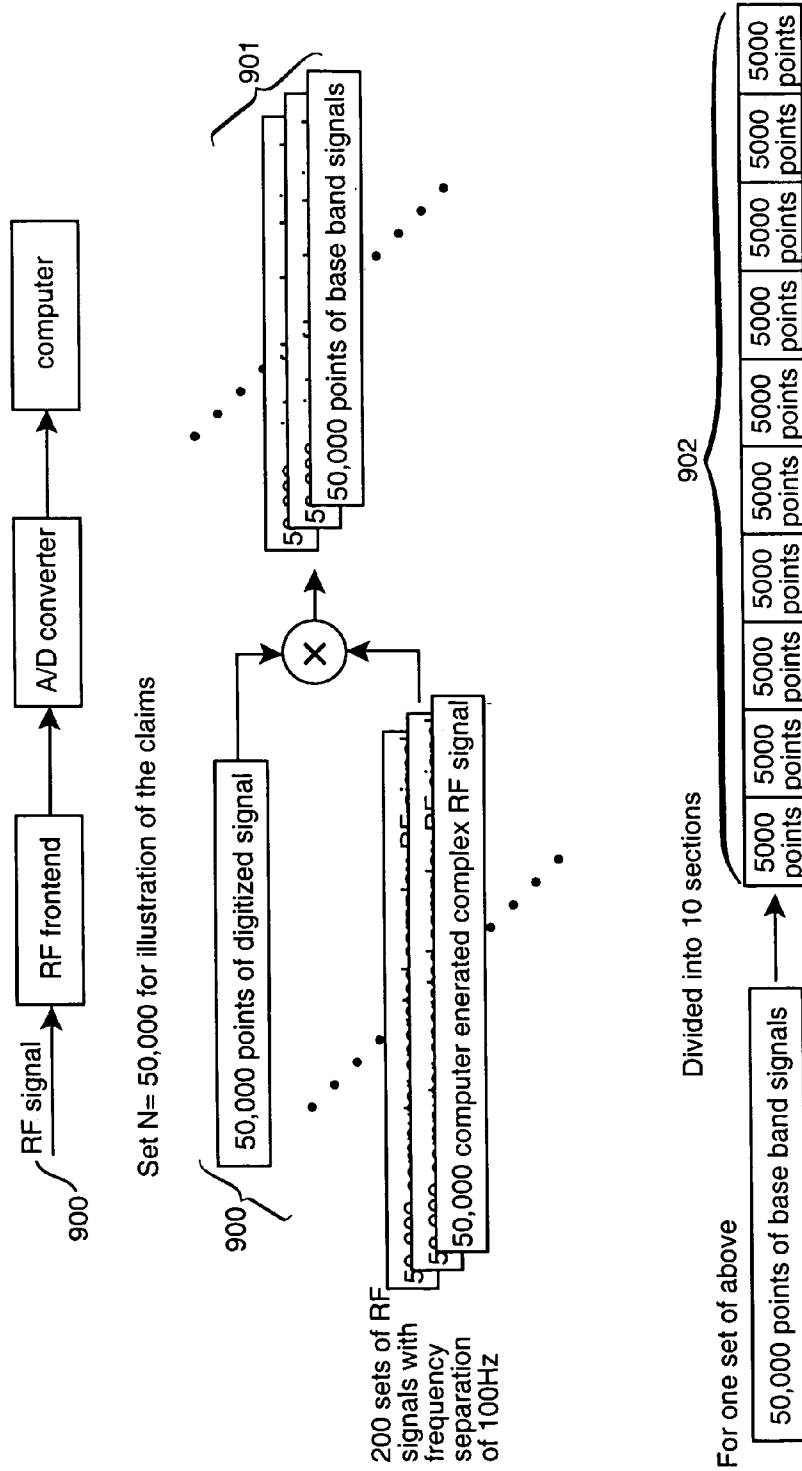 RF signal
900
RF frontend
A/D converter
computer
Set N= 50,000 for illustration of the claims
900
50,000 points of digitized signal
901
50,000 points of base band signals
200 sets of RF
signals with
frequency
separation
of 100Hz
50,000 computer enerated complex RF signal
For one set of above
50,000 points of base band signals
Divided into 10 sections
902
5000
points
5000
points
5000
points
5000
points
5000
points
5000
points
5000
points
5000
points
5000
points
5000
points